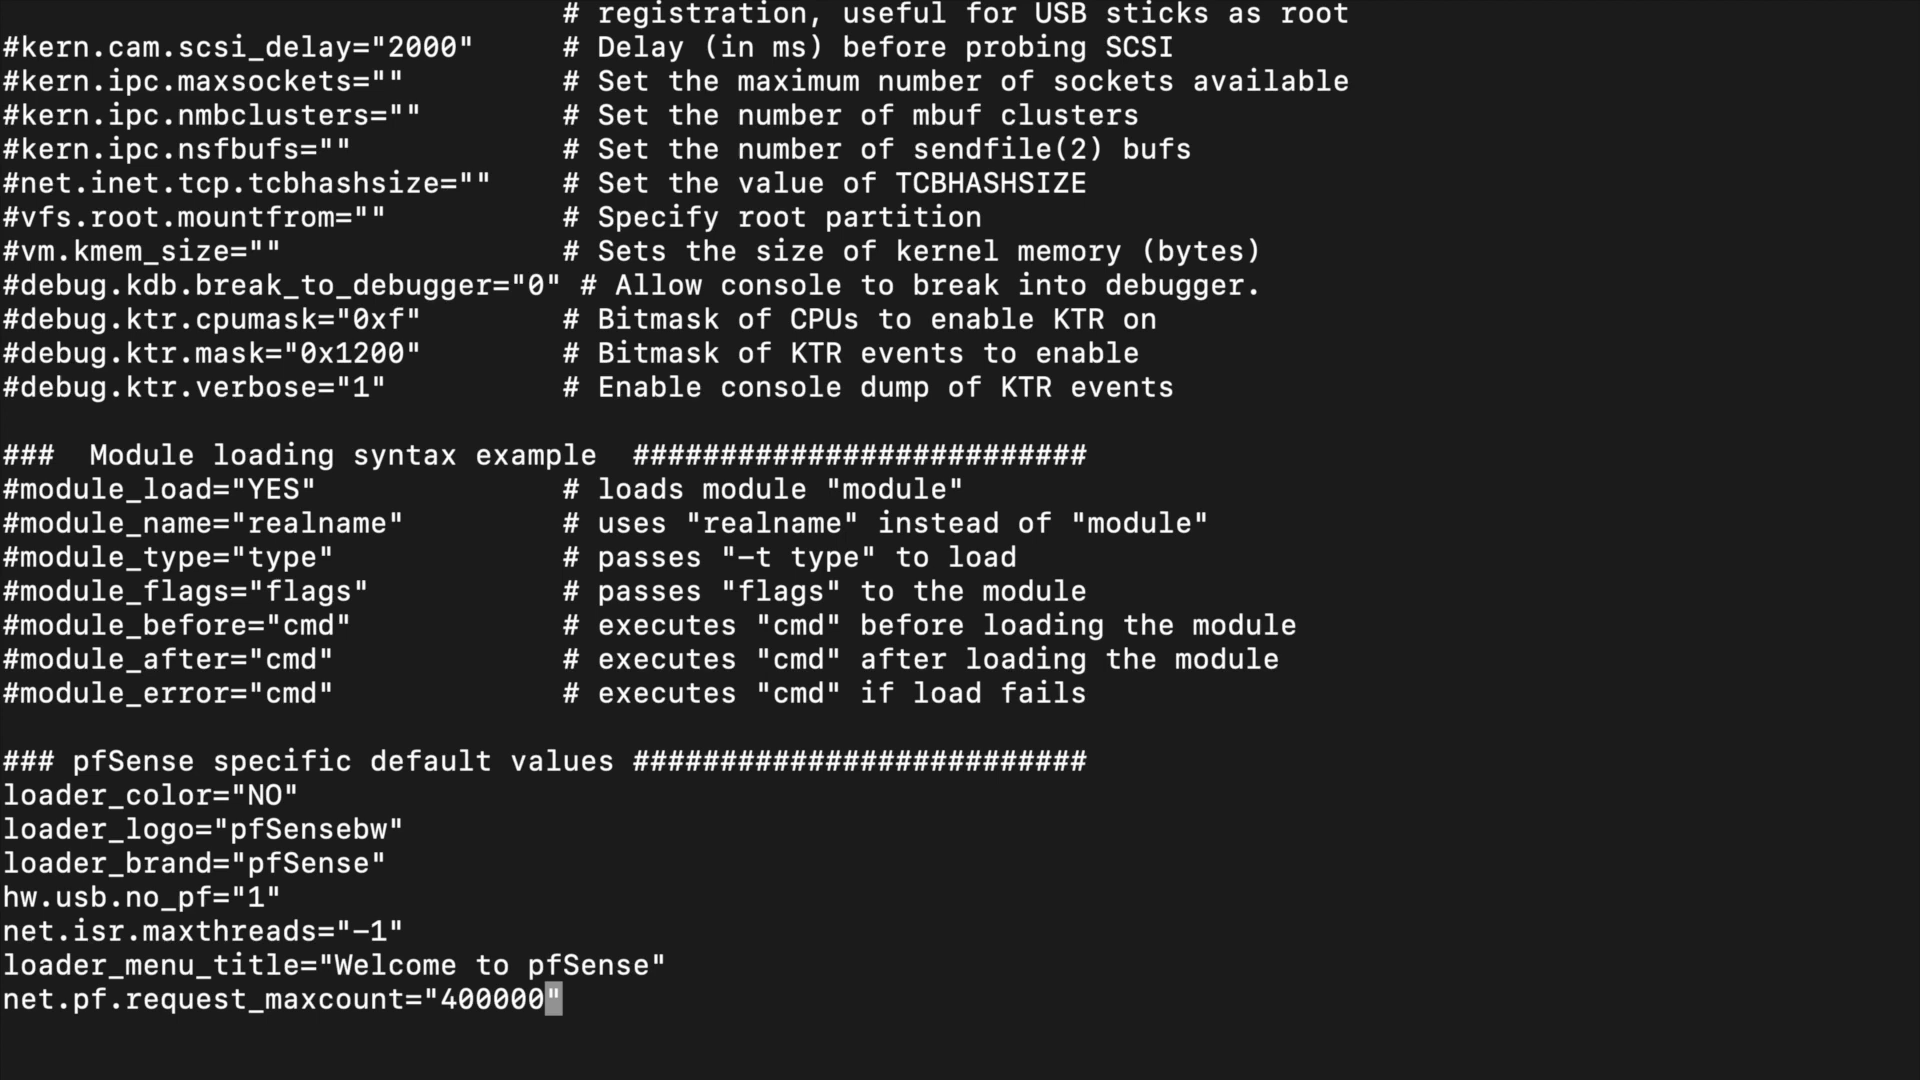 # registration, useful for USB sticks as root
#kern.cam.scsi_delay="2000" # Delay (in ms) before probing SCSI
#kern.ipc.maxsockets="" # Set the maximum number of sockets available
#kern.ipc.nmbclusters="" # Set the number of mbuf clusters
#kern.ipc.nsfbufs="" # Set the number of sendfile(2) bufs
#net.inet.tcp.tcbhashsize="" # Set the value of TCBHASHSIZE
#vfs.root.mountfrom="" # Specify root partition
#vm.kmem_size="" # Sets the size of kernel memory (bytes)
#debug.kdb.break_to_debugger="0" # Allow console to break into debugger.
#debug.ktr.cpumask="0xf" # Bitmask of CPUs to enable KTR on
#debug.ktr.mask="0x1200" # Bitmask of KTR events to enable
#debug.ktr.verbose="1" # Enable console dump of KTR events
### Module loading syntax example ##########################
#module_load="YES" # loads module "module"
#module_name="realname" # uses "realname" instead of "module"
#module_type="type" # passes "-t type" to load
#module_flags="flags" # passes "flags" to the module
#module_before="cmd" # executes "cmd" before loading the module
#module_after="cmd" # executes "cmd" after loading the module
#module_error="cmd" # executes "cmd" if load fails
### pfSense specific default values ##########################
loader_color="NO"
loader_logo="pfSensebw"
loader_brand="pfSense"
hw.usb.no_pf="1"
net.isr.maxthreads="-1"
loader_menu_title="Welcome to pfSense"
net.pf.request_maxcount="400000"